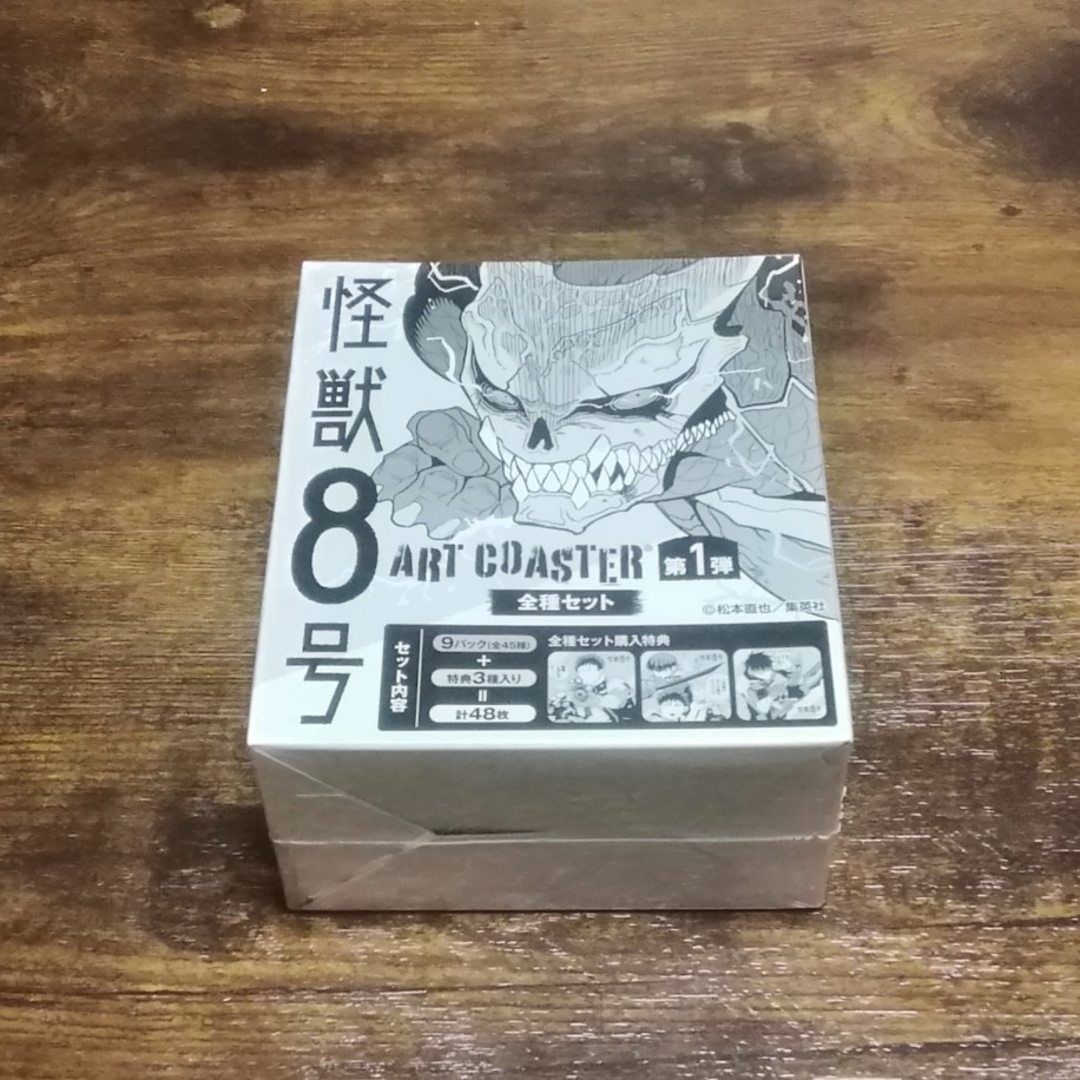 怪獣8号
ART COASTER 第1弾
全種セット
©松本直也／集英社
セット内容
9パック(全45種)
+
特典3種入り
=
計48枚
全種セット購入特典